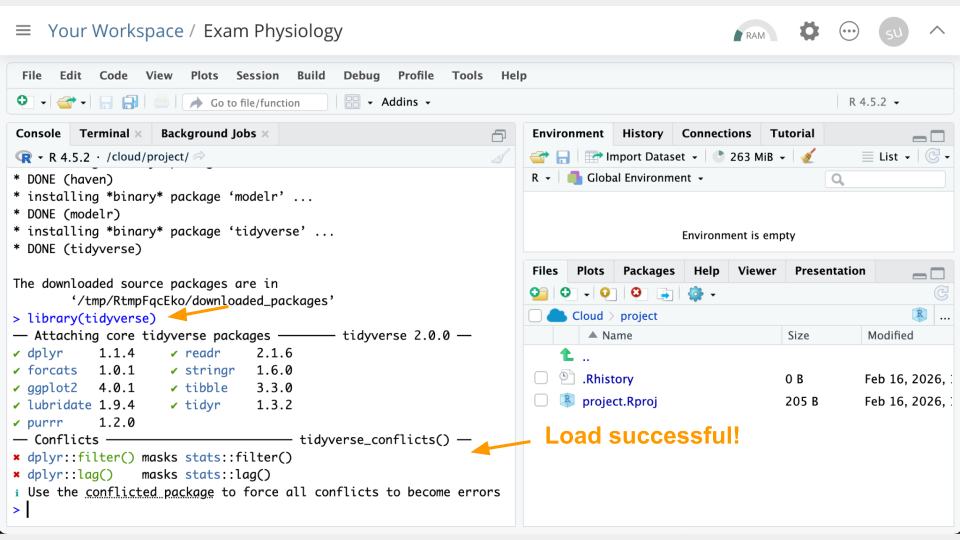 Your Workspace / Exam Physiology
RAM
SU
File Edit Code View Plots Session Build Debug Profile Tools Help
Go to file/function
Addins
R 4.5.2
Console Terminal Background Jobs
R 4.5.2 · /cloud/project/
* DONE (haven)
* installing *binary* package ‘modelr’ ...
* DONE (modelr)
* installing *binary* package ‘tidyverse’ ...
* DONE (tidyverse)
The downloaded source packages are in
‘/tmp/RtmpFqcEko/downloaded_packages’
> library(tidyverse)
── Attaching core tidyverse packages ──── tidyverse 2.0.0 ──
✔ dplyr 1.1.4 ✔ readr 2.1.6
✔ forcats 1.0.1 ✔ stringr 1.6.0
✔ ggplot2 4.0.1 ✔ tibble 3.3.0
✔ lubridate 1.9.4 ✔ tidyr 1.3.2
✔ purrr 1.2.0
── Conflicts ──── tidyverse_conflicts() ──
✖ dplyr::filter() masks stats::filter()
✖ dplyr::lag() masks stats::lag()
ℹ Use the conflicted package to force all conflicts to become errors
>
Environment History Connections Tutorial
Import Dataset 263 MiB List
R Global Environment
Environment is empty
Files Plots Packages Help Viewer Presentation
Cloud project ...
Name Size Modified
..
.Rhistory 0 B Feb 16, 2026,
project.Rproj 205 B Feb 16, 2026,
Load successful!